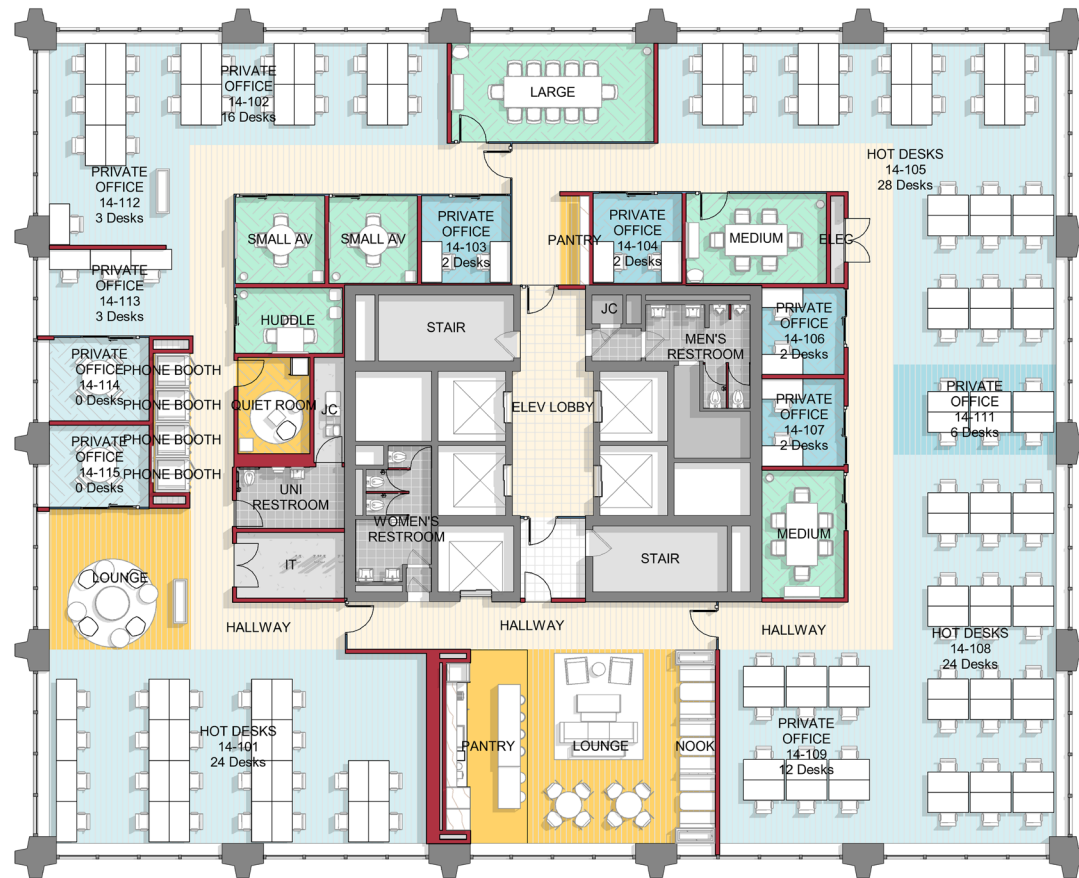 PRIVATE
OFFICE
14-102
16 Desks
LARGE
HOT DESKS
14-105
28 Desks
PRIVATE
OFFICE
14-112
3 Desks
SMALL AV
SMALL AV
PRIVATE
OFFICE
14-103
2 Desks
PANTRY
PRIVATE
OFFICE
14-104
2 Desks
MEDIUM
ELEC
PRIVATE
OFFICE
14-113
3 Desks
HUDDLE
STAIR
JC
MEN'S
RESTROOM
PRIVATE
OFFICE
14-106
2 Desks
PRIVATE
OFFICE
14-114
0 Desks
PHONE BOOTH
PHONE BOOTH
PHONE BOOTH
PHONE BOOTH
QUIET ROOM
JC
ELEV LOBBY
PRIVATE
OFFICE
14-107
2 Desks
PRIVATE
OFFICE
14-111
6 Desks
PRIVATE
OFFICE
14-115
0 Desks
UNI
RESTROOM
WOMEN'S
RESTROOM
MEDIUM
IT
STAIR
LOUNGE
HALLWAY
HALLWAY
HALLWAY
HOT DESKS
14-108
24 Desks
HOT DESKS
14-101
24 Desks
PANTRY
LOUNGE
NOOK
PRIVATE
OFFICE
14-109
12 Desks